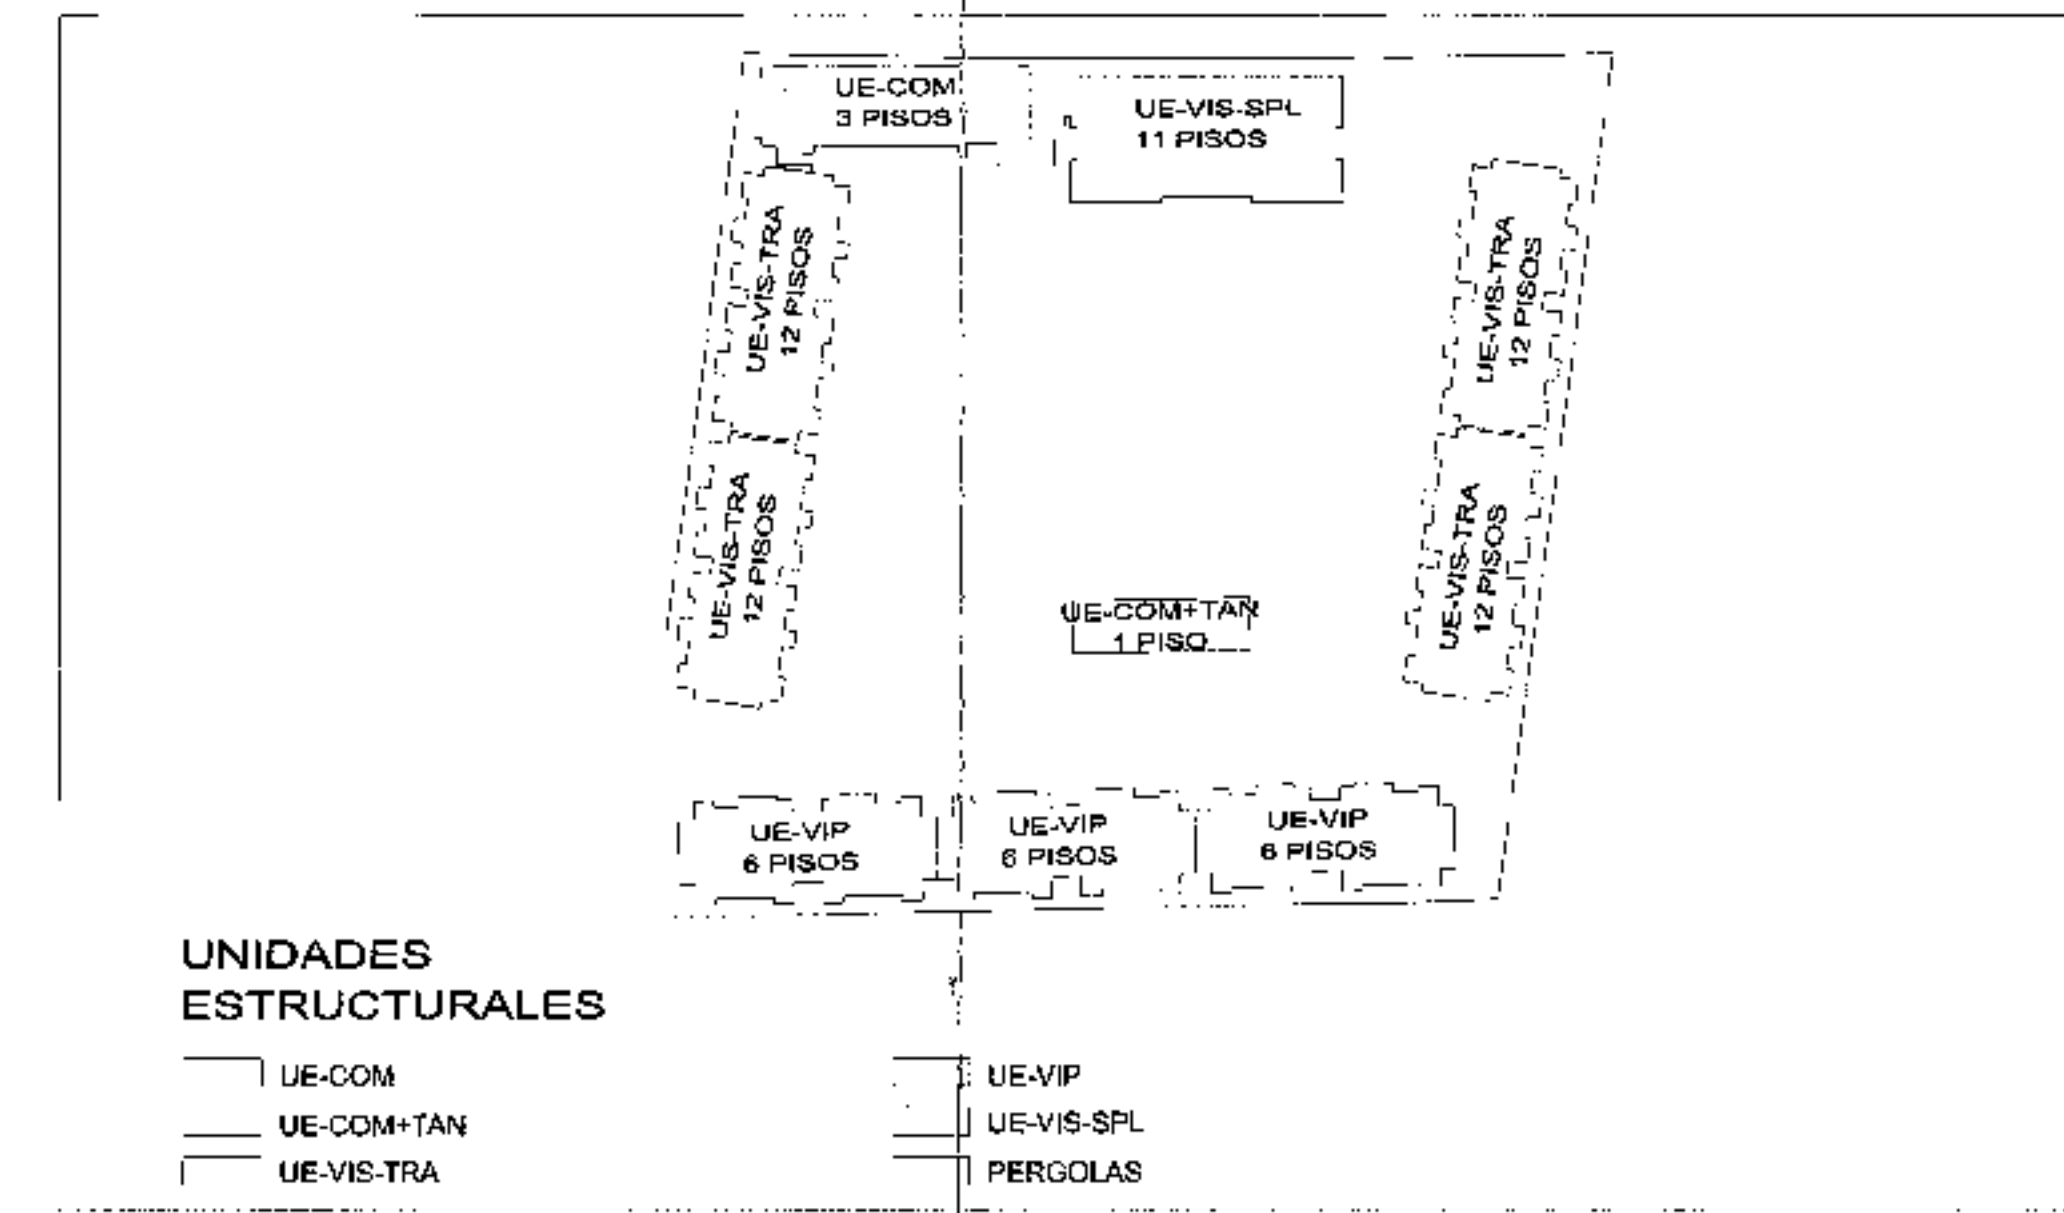 UE-COM
3 PISOS
UE-VIS-SPL
11 PISOS
UE-VIS-TRA
12 PISOS
UE-VIS-TRA
12 PISOS
UE-VIS-TRA
12 PISOS
UE-VIS-TRA
12 PISOS
UE-COM+TAN
1 PISO
UE-VIP
6 PISOS
UE-VIP
6 PISOS
UE-VIP
6 PISOS
UNIDADES
ESTRUCTURALES
UE-COM
UE-COM+TAN
UE-VIS-TRA
UE-VIP
UE-VIS-SPL
PERGOLAS